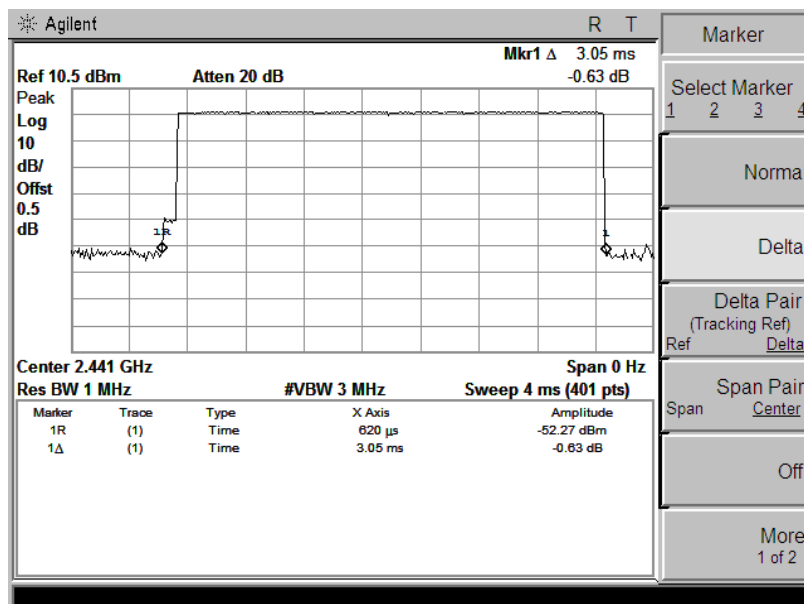 Agilent R T
Mkr1 Δ 3.05 ms
Ref 10.5 dBm Atten 20 dB -0.63 dB
Peak
Log
10
dB/
Offst
0.5
dB
1R
1
Center 2.441 GHz Span 0 Hz
Res BW 1 MHz #VBW 3 MHz Sweep 4 ms (401 pts)
Marker Trace Type X Axis Amplitude
1R (1) Time 620 µs -52.27 dBm
1Δ (1) Time 3.05 ms -0.63 dB
Marker
Select Marker
1 2 3 4
Norma
Delta
Delta Pair
(Tracking Ref)
Ref Delta
Span Pair
Span Center
Off
More
1 of 2